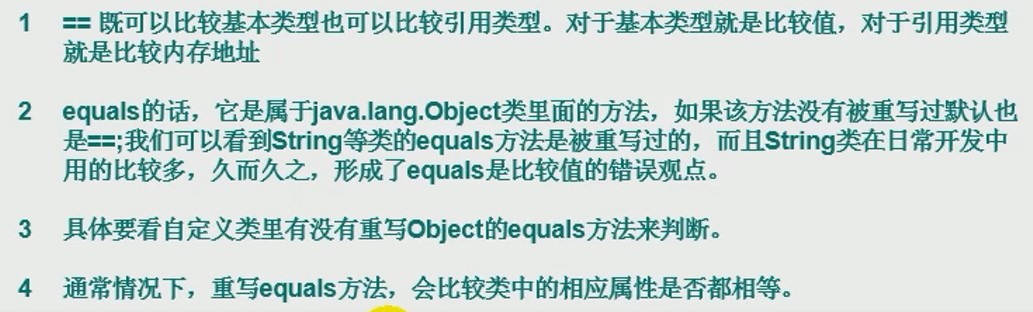 1 == 既可以比较基本类型也可以比较引用类型。对于基本类型就是比较值，对于引用类型
就是比较内存地址
2 equals的话，它是属于java.lang.Object类里面的方法，如果该方法没有被重写过默认也
是==;我们可以看到String等类的equals方法是被重写过的，而且String类在日常开发中
用的比较多，久而久之，形成了equals是比较值的错误观点。
3 具体要看自定义类里有没有重写Object的equals方法来判断。
4 通常情况下，重写equals方法，会比较类中的相应属性是否都相等。